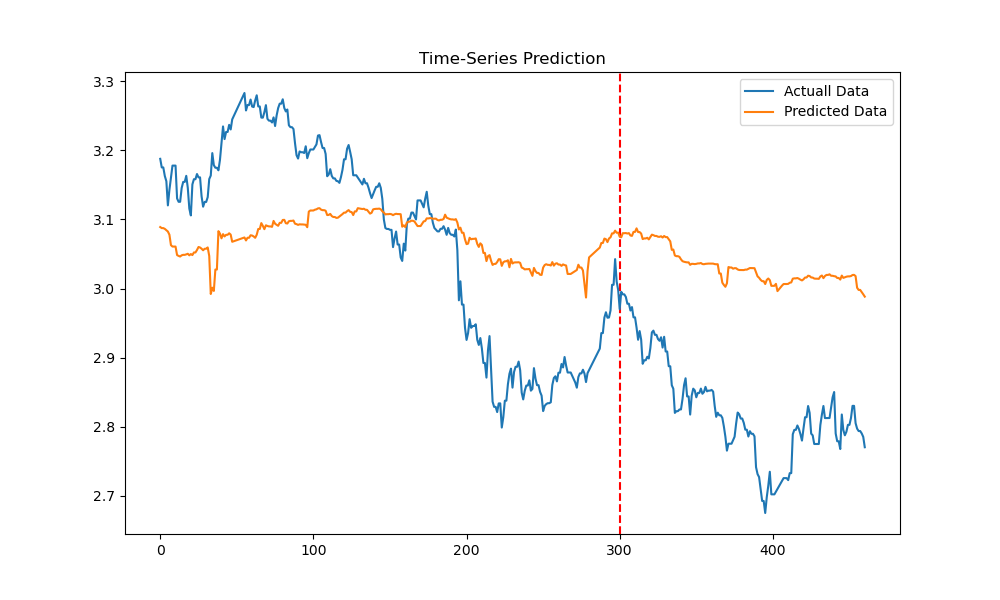 Time-Series Prediction
Actuall Data
Predicted Data
3.3
3.2
3.1
3.0
2.9
2.8
2.7
0 100 200 300 400